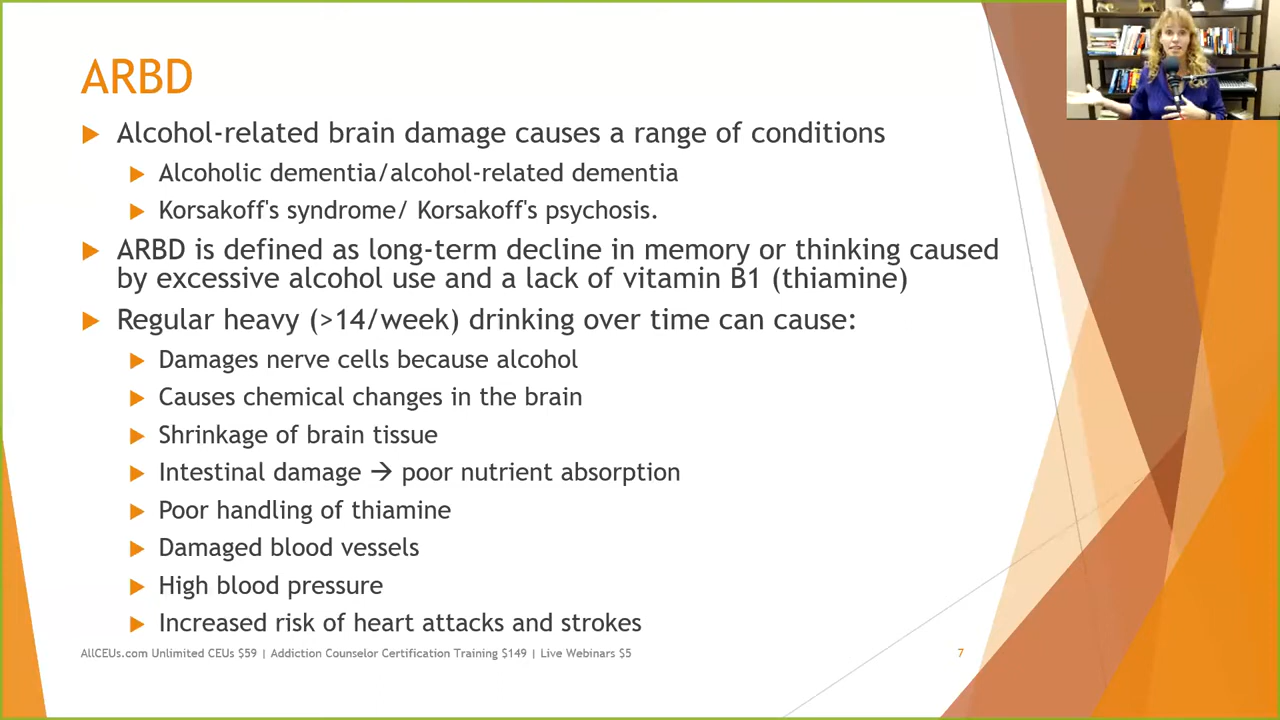 ARBD
Alcohol-related brain damage causes a range of conditions
Alcoholic dementia/alcohol-related dementia
Korsakoff's syndrome/ Korsakoff's psychosis.
ARBD is defined as long-term decline in memory or thinking caused
by excessive alcohol use and a lack of vitamin B1 (thiamine)
Regular heavy (>14/week) drinking over time can cause:
Damages nerve cells because alcohol
Causes chemical changes in the brain
Shrinkage of brain tissue
Intestinal damage → poor nutrient absorption
Poor handling of thiamine
Damaged blood vessels
High blood pressure
Increased risk of heart attacks and strokes
AllCEUs.com Unlimited CEUs $59 | Addiction Counselor Certification Training $149 | Live Webinars $5
7